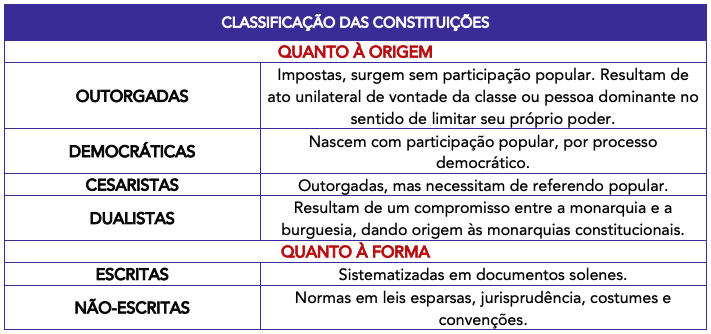 CLASSIFICAÇÃO DAS CONSTITUIÇÕES
QUANTO À ORIGEM
OUTORGADAS
Impostas, surgem sem participação popular. Resultam de
ato unilateral de vontade da classe ou pessoa dominante no
sentido de limitar seu próprio poder.
DEMOCRÁTICAS
Nascem com participação popular, por processo
democrático.
CESARISTAS
Outorgadas, mas necessitam de referendo popular.
DUALISTAS
Resultam de um compromisso entre a monarquia e a
burguesia, dando origem às monarquias constitucionais.
QUANTO À FORMA
ESCRITAS
Sistematizadas em documentos solenes.
NÃO-ESCRITAS
Normas em leis esparsas, jurisprudência, costumes e
convenções.